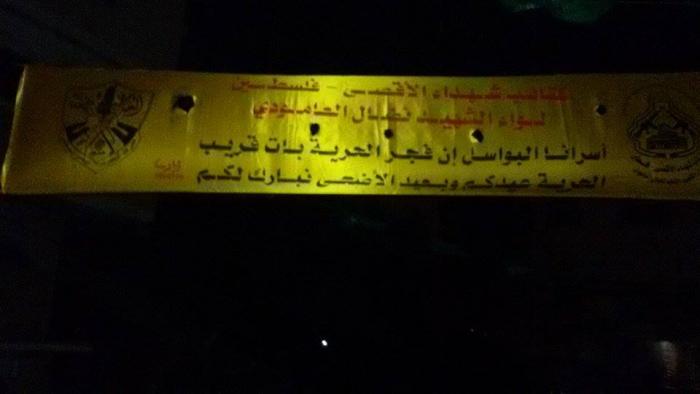 كتائب شهداء الأقصى - فلسطين
لواء الشهيد نضال العامودي
أسرانا البواسل إن فجر الحرية بات قريب
الحرية عيدكم وبعيد الأضحى نبارك لكم